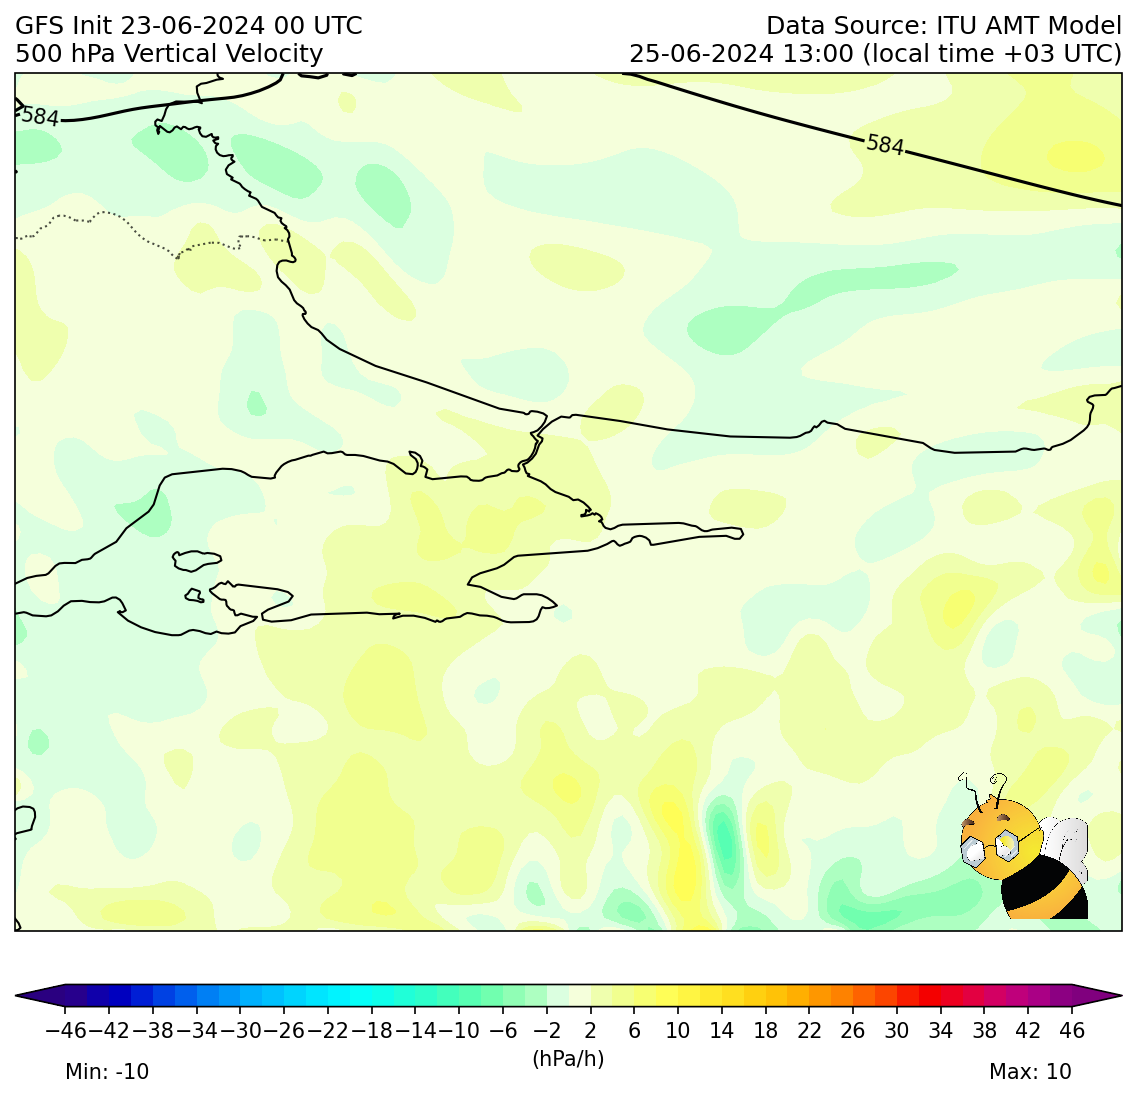 GFS Init 23-06-2024 00 UTC
Data Source: ITU AMT Model
500 hPa Vertical Velocity
25-06-2024 13:00 (local time +03 UTC)
584
584
−46 −42 −38 −34 −30 −26 −22 −18 −14 −10 −6 −2 2 6 10 14 18 22 26 30 34 38 42 46
(hPa/h)
Min: -10
Max: 10